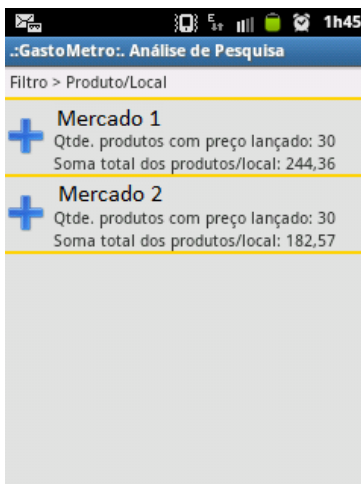 1h45
.:GastoMetro:. Análise de Pesquisa
Filtro > Produto/Local
Mercado 1
Qtde. produtos com preço lançado: 30
Soma total dos produtos/local: 244,36
Mercado 2
Qtde. produtos com preço lançado: 30
Soma total dos produtos/local: 182,57